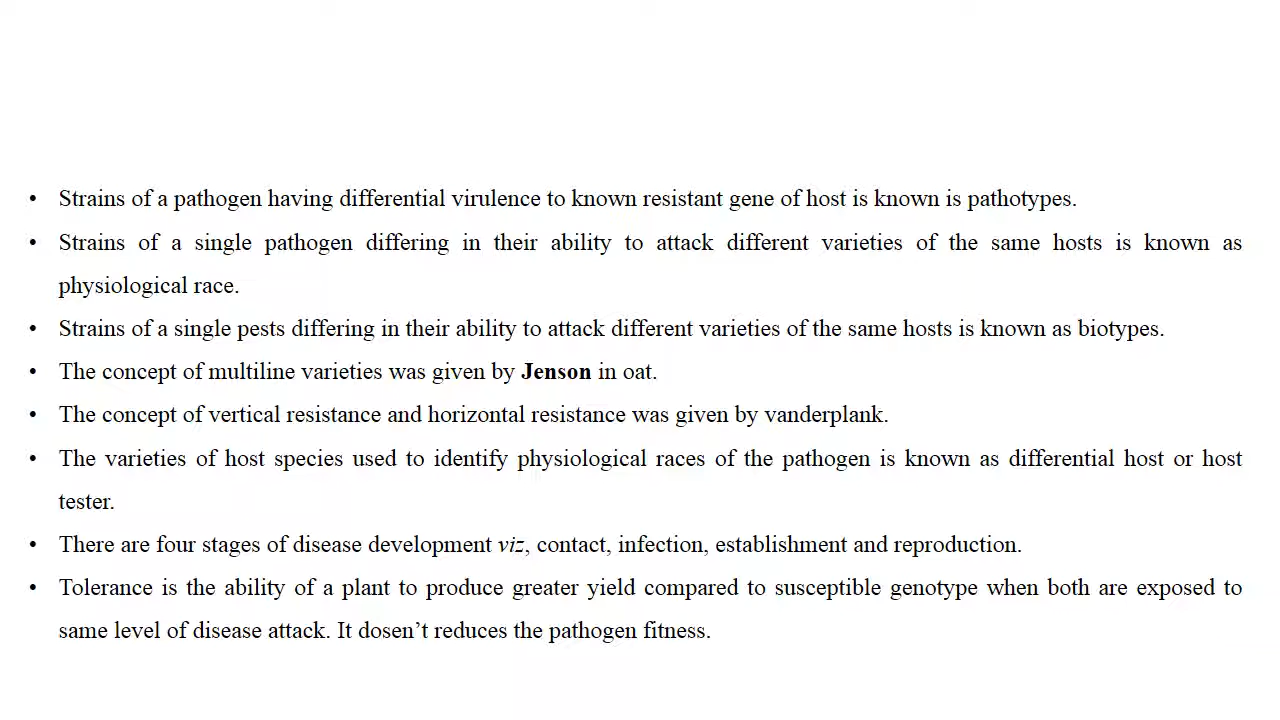 • Strains of a pathogen having differential virulence to known resistant gene of host is known is pathotypes.
• Strains of a single pathogen differing in their ability to attack different varieties of the same hosts is known as
physiological race.
• Strains of a single pests differing in their ability to attack different varieties of the same hosts is known as biotypes.
• The concept of multiline varieties was given by Jenson in oat.
• The concept of vertical resistance and horizontal resistance was given by vanderplank.
• The varieties of host species used to identify physiological races of the pathogen is known as differential host or host
tester.
• There are four stages of disease development viz, contact, infection, establishment and reproduction.
• Tolerance is the ability of a plant to produce greater yield compared to susceptible genotype when both are exposed to
same level of disease attack. It dosen’t reduces the pathogen fitness.